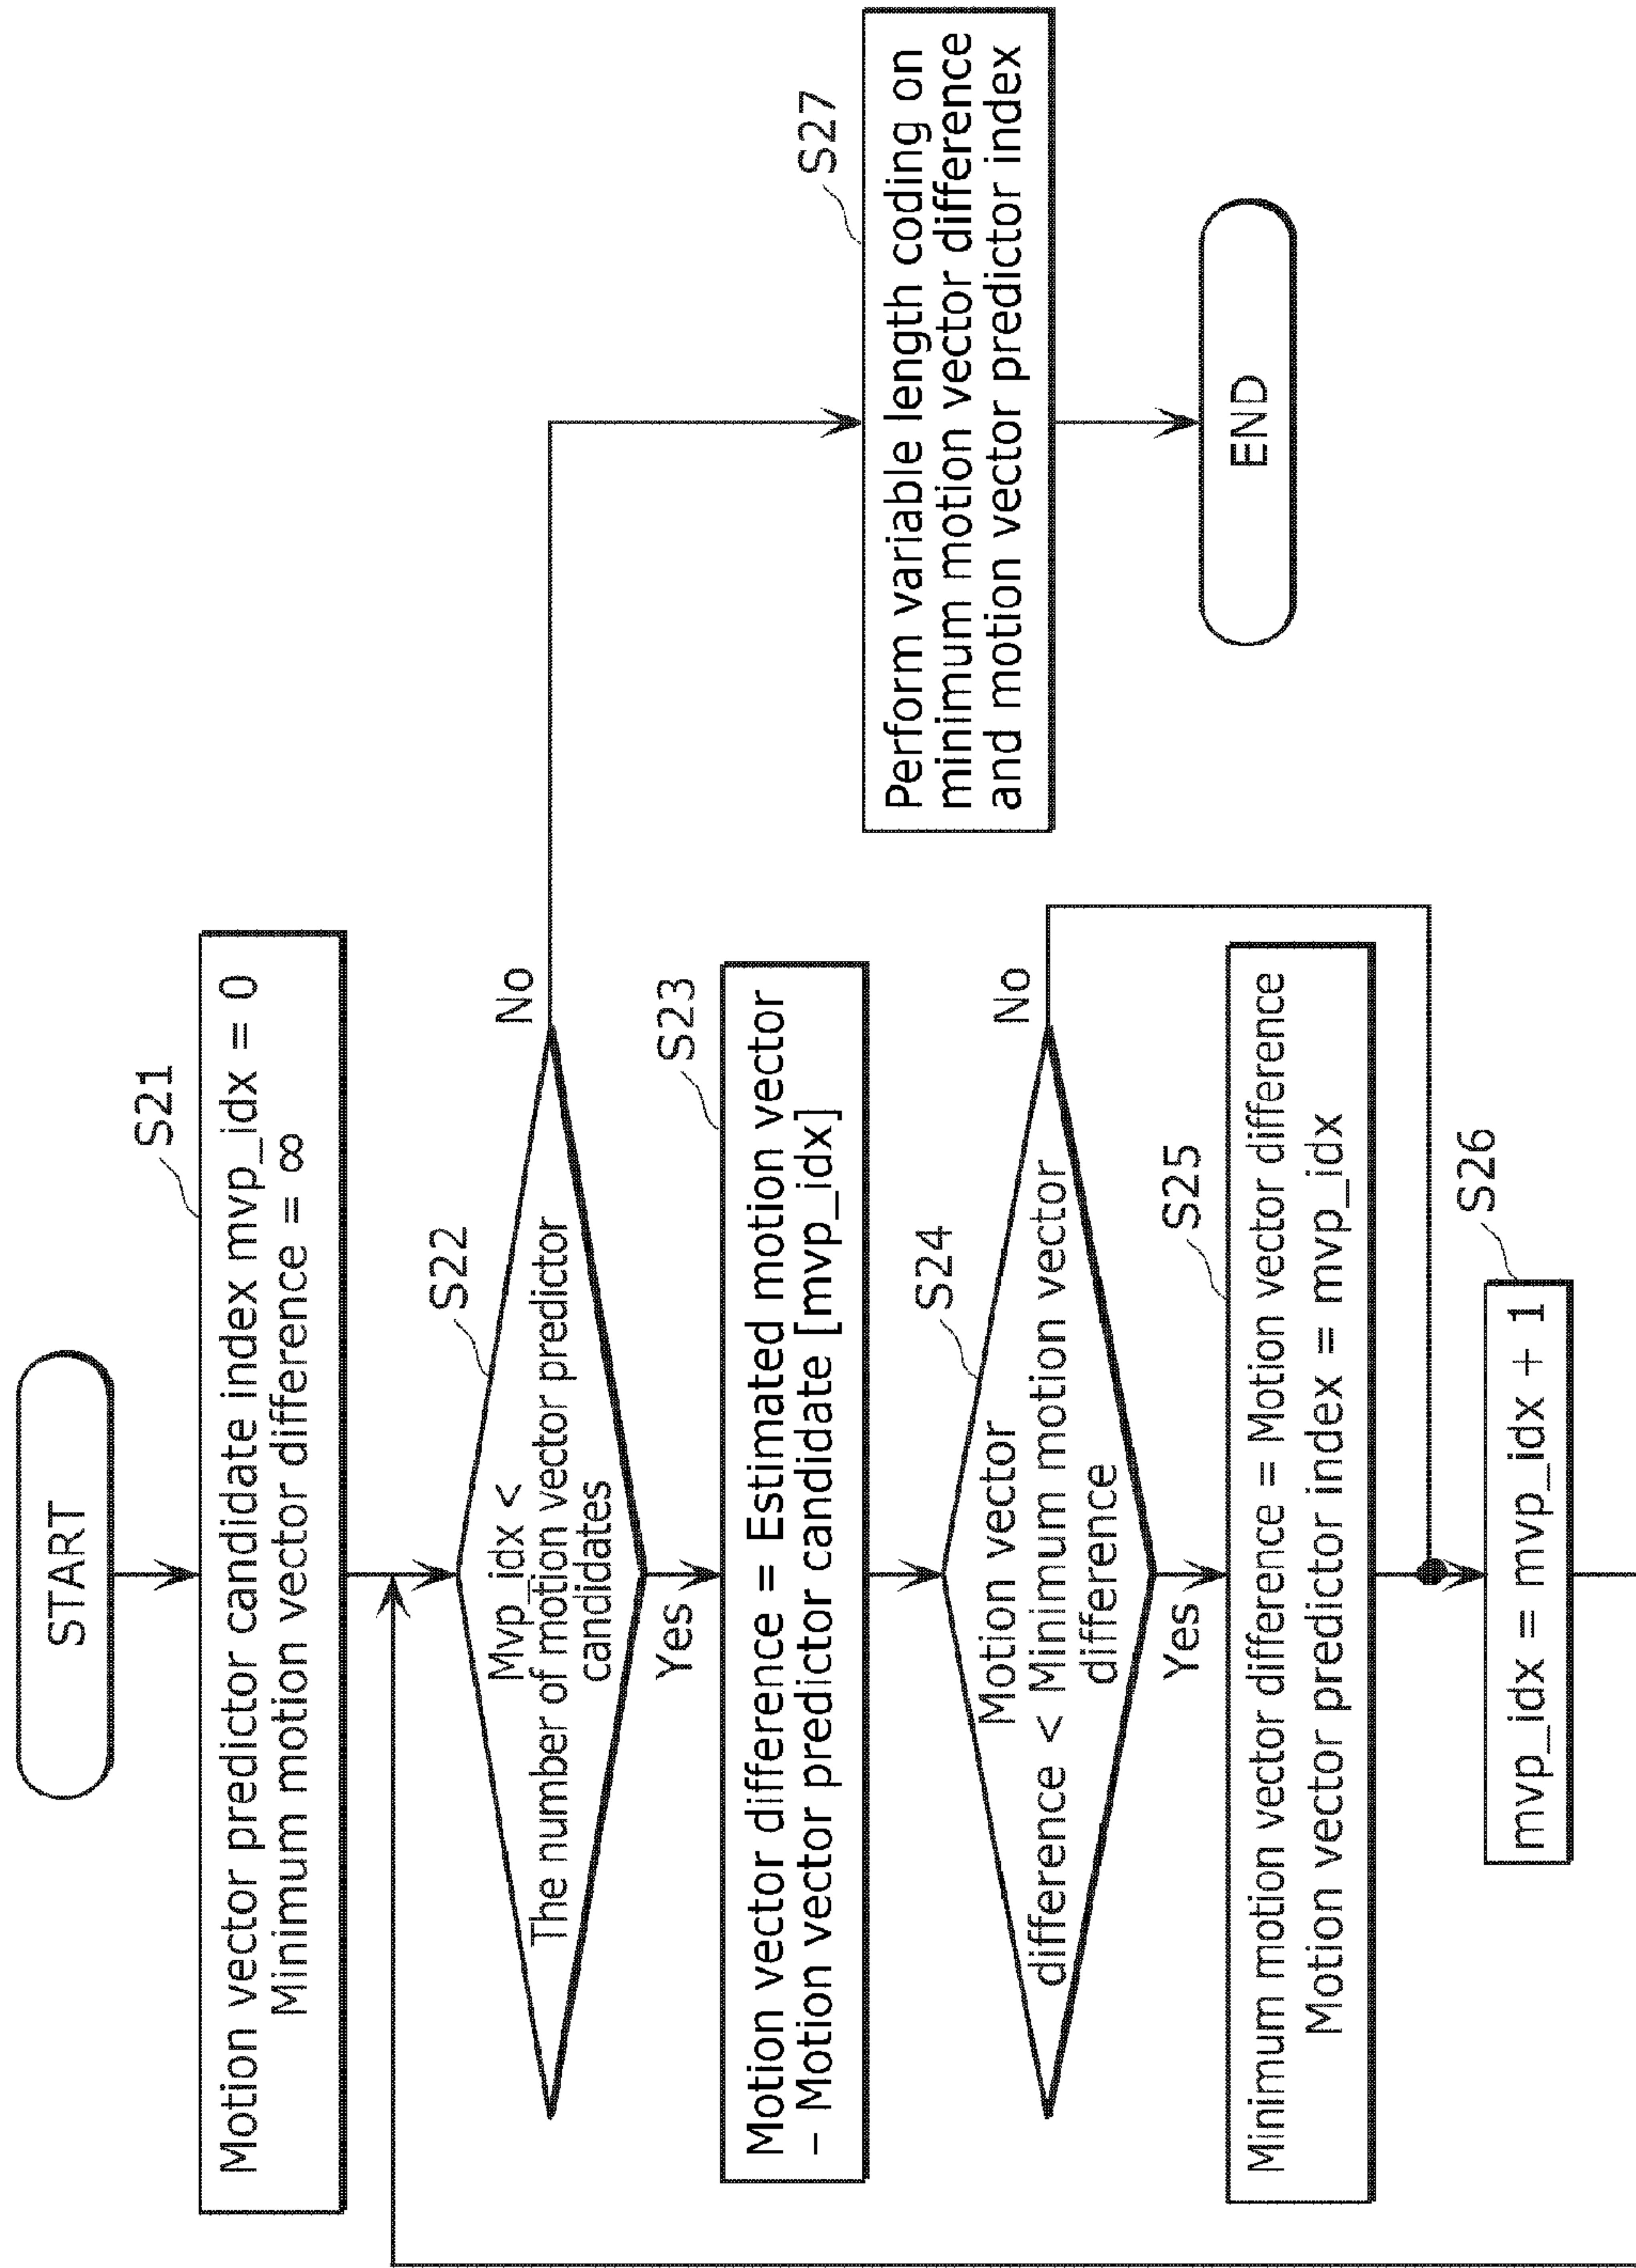 START
S21
Motion vector predictor candidate index mvp_idx = 0
Minimum motion vector difference = ∞
S22
Mvp_idx <
The number of motion vector predictor
candidates
No
Yes
S23
Motion vector difference = Estimated motion vector
– Motion vector predictor candidate [mvp_idx]
S24
Motion vector
difference < Minimum motion vector
difference
No
Yes
S25
Minimum motion vector difference = Motion vector difference
Motion vector predictor index = mvp_idx
S26
mvp_idx = mvp_idx + 1
S27
Perform variable length coding on
minimum motion vector difference
and motion vector predictor index
END